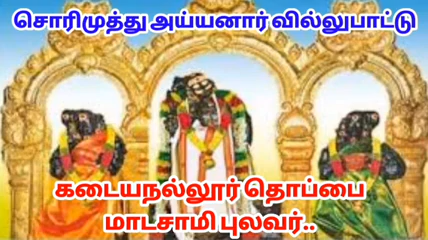 சொரிமுத்து அய்யனார் வில்லுபாட்டு
கடையநல்லூர் தொப்பை
மாடசாமி புலவர்..